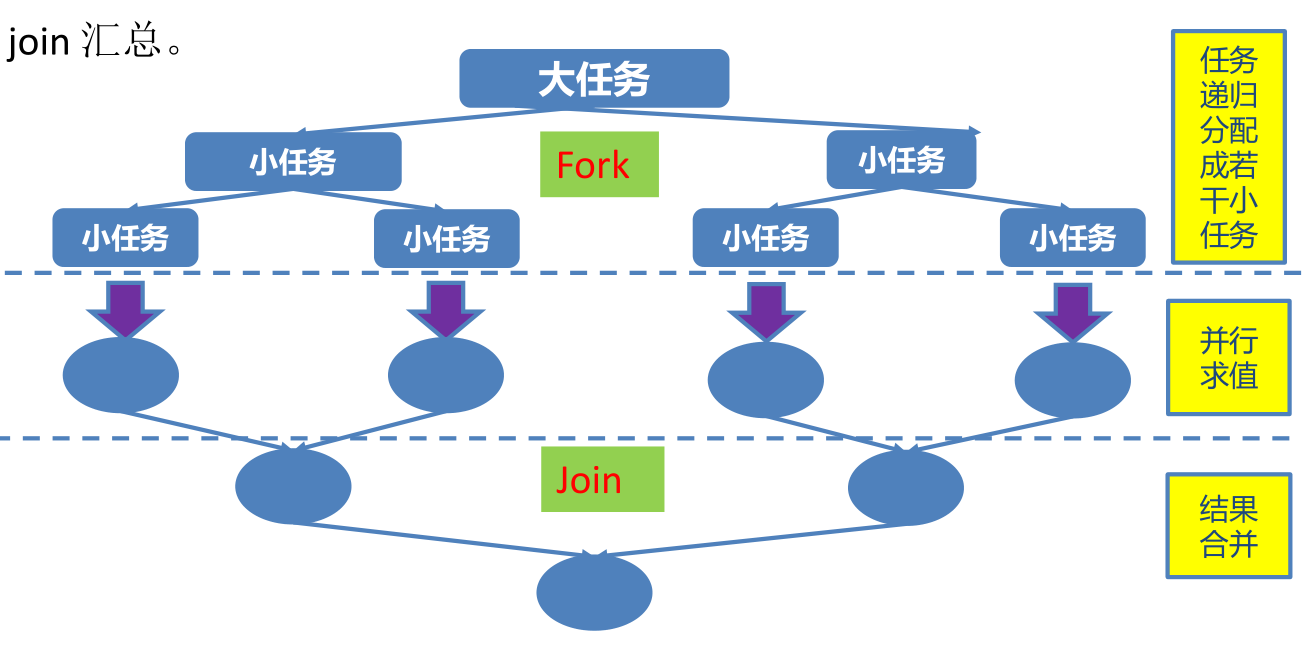 join 汇总。
大任务
任务
递归
分配
成若
干小
任务
小任务
Fork
小任务
小任务
小任务
小任务
小任务
并行
求值
Join
结果
合并